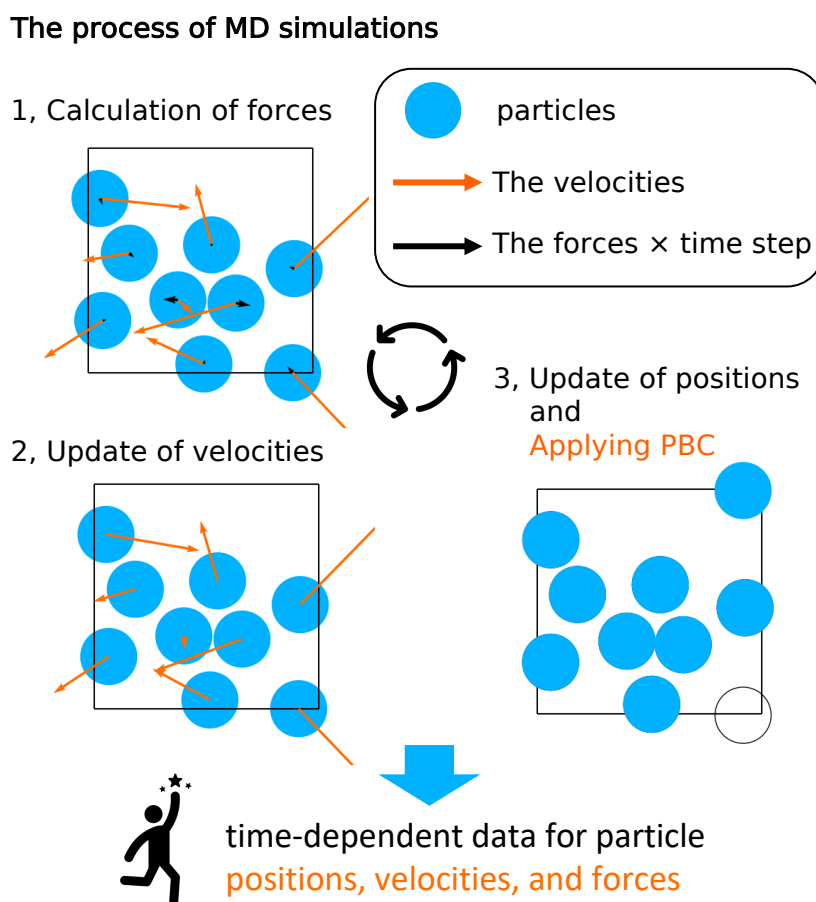 The process of MD simulations
1, Calculation of forces
particles
The velocities
The forces × time step
2, Update of velocities
3, Update of positions
and
Applying PBC
time-dependent data for particle
positions, velocities, and forces